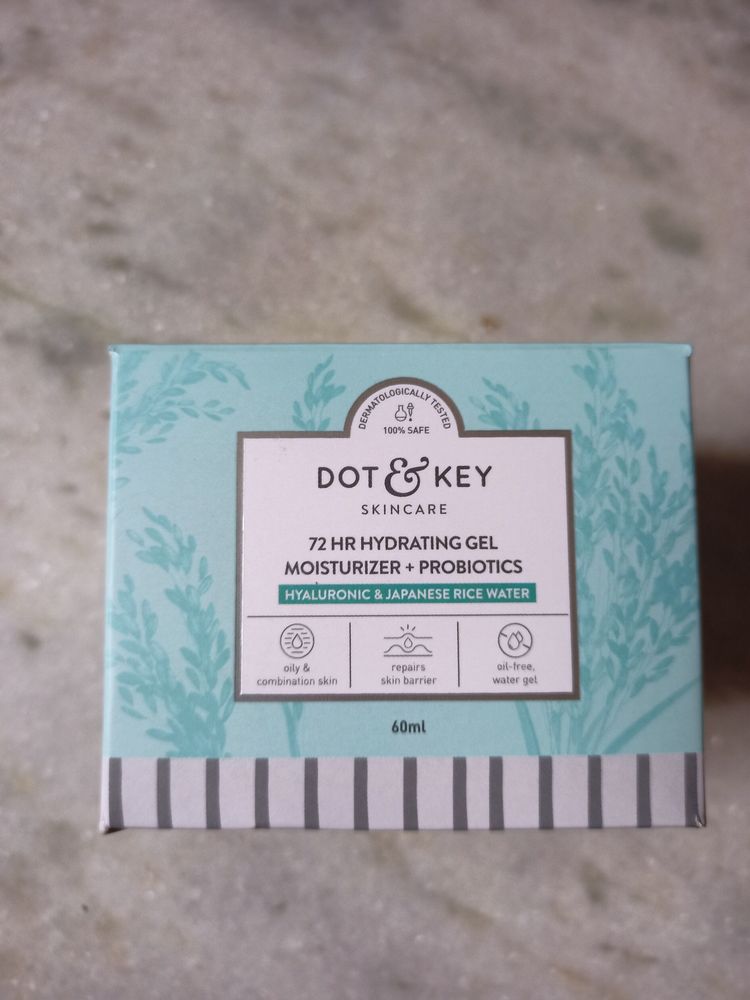 DERMATOLOGICALLY TESTED
100% SAFE
DOT & KEY
SKINCARE
72 HR HYDRATING GEL
MOISTURIZER + PROBIOTICS
HYALURONIC & JAPANESE RICE WATER
oily &
combination skin
repairs
skin barrier
oil-free,
water gel
60ml